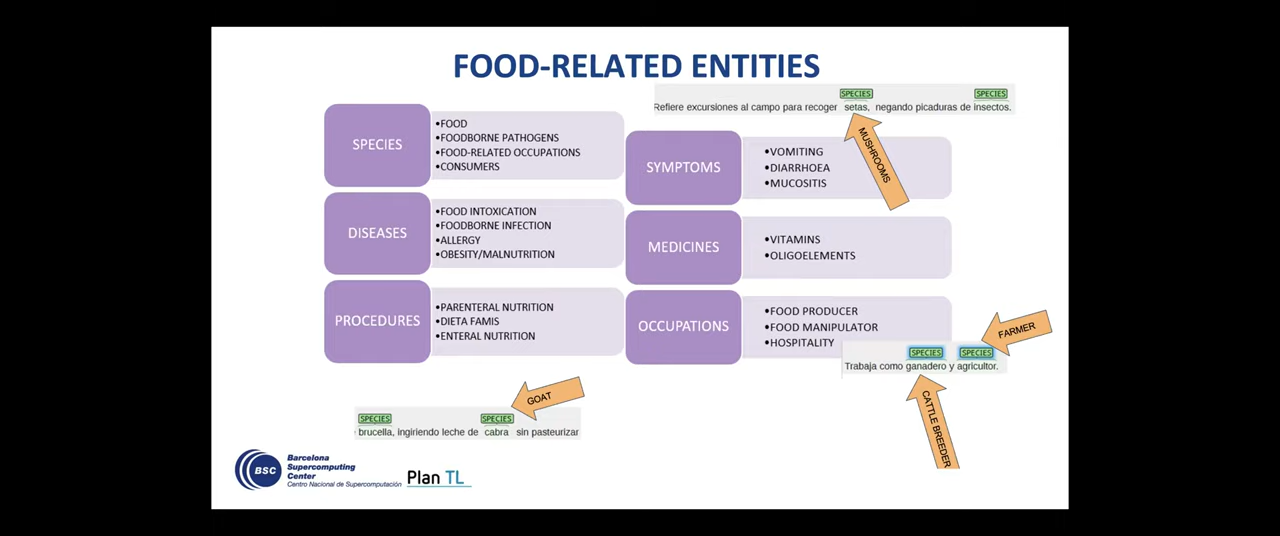 FOOD-RELATED ENTITIES
SPECIES SPECIES
Refiere excursiones al campo para recoger setas, negando picaduras de insectos.
MUSHROOMS
SPECIES
•FOOD
•FOODBORNE PATHOGENS
•FOOD-RELATED OCCUPATIONS
•CONSUMERS
SYMPTOMS
•VOMITING
•DIARRHOEA
•MUCOSITIS
DISEASES
•FOOD INTOXICATION
•FOODBORNE INFECTION
•ALLERGY
•OBESITY/MALNUTRITION
MEDICINES
•VITAMINS
•OLIGOELEMENTS
PROCEDURES
•PARENTERAL NUTRITION
•DIETA FAMIS
•ENTERAL NUTRITION
OCCUPATIONS
•FOOD PRODUCER
•FOOD MANIPULATOR
•HOSPITALITY
FARMER
SPECIES SPECIES
Trabaja como ganadero y agricultor.
CATTLE BREEDER
GOAT
SPECIES SPECIES
brucella, ingiriendo leche de cabra sin pasteurizar
BSC
Barcelona
Supercomputing
Center
Centro Nacional de Supercomputación
Plan TL